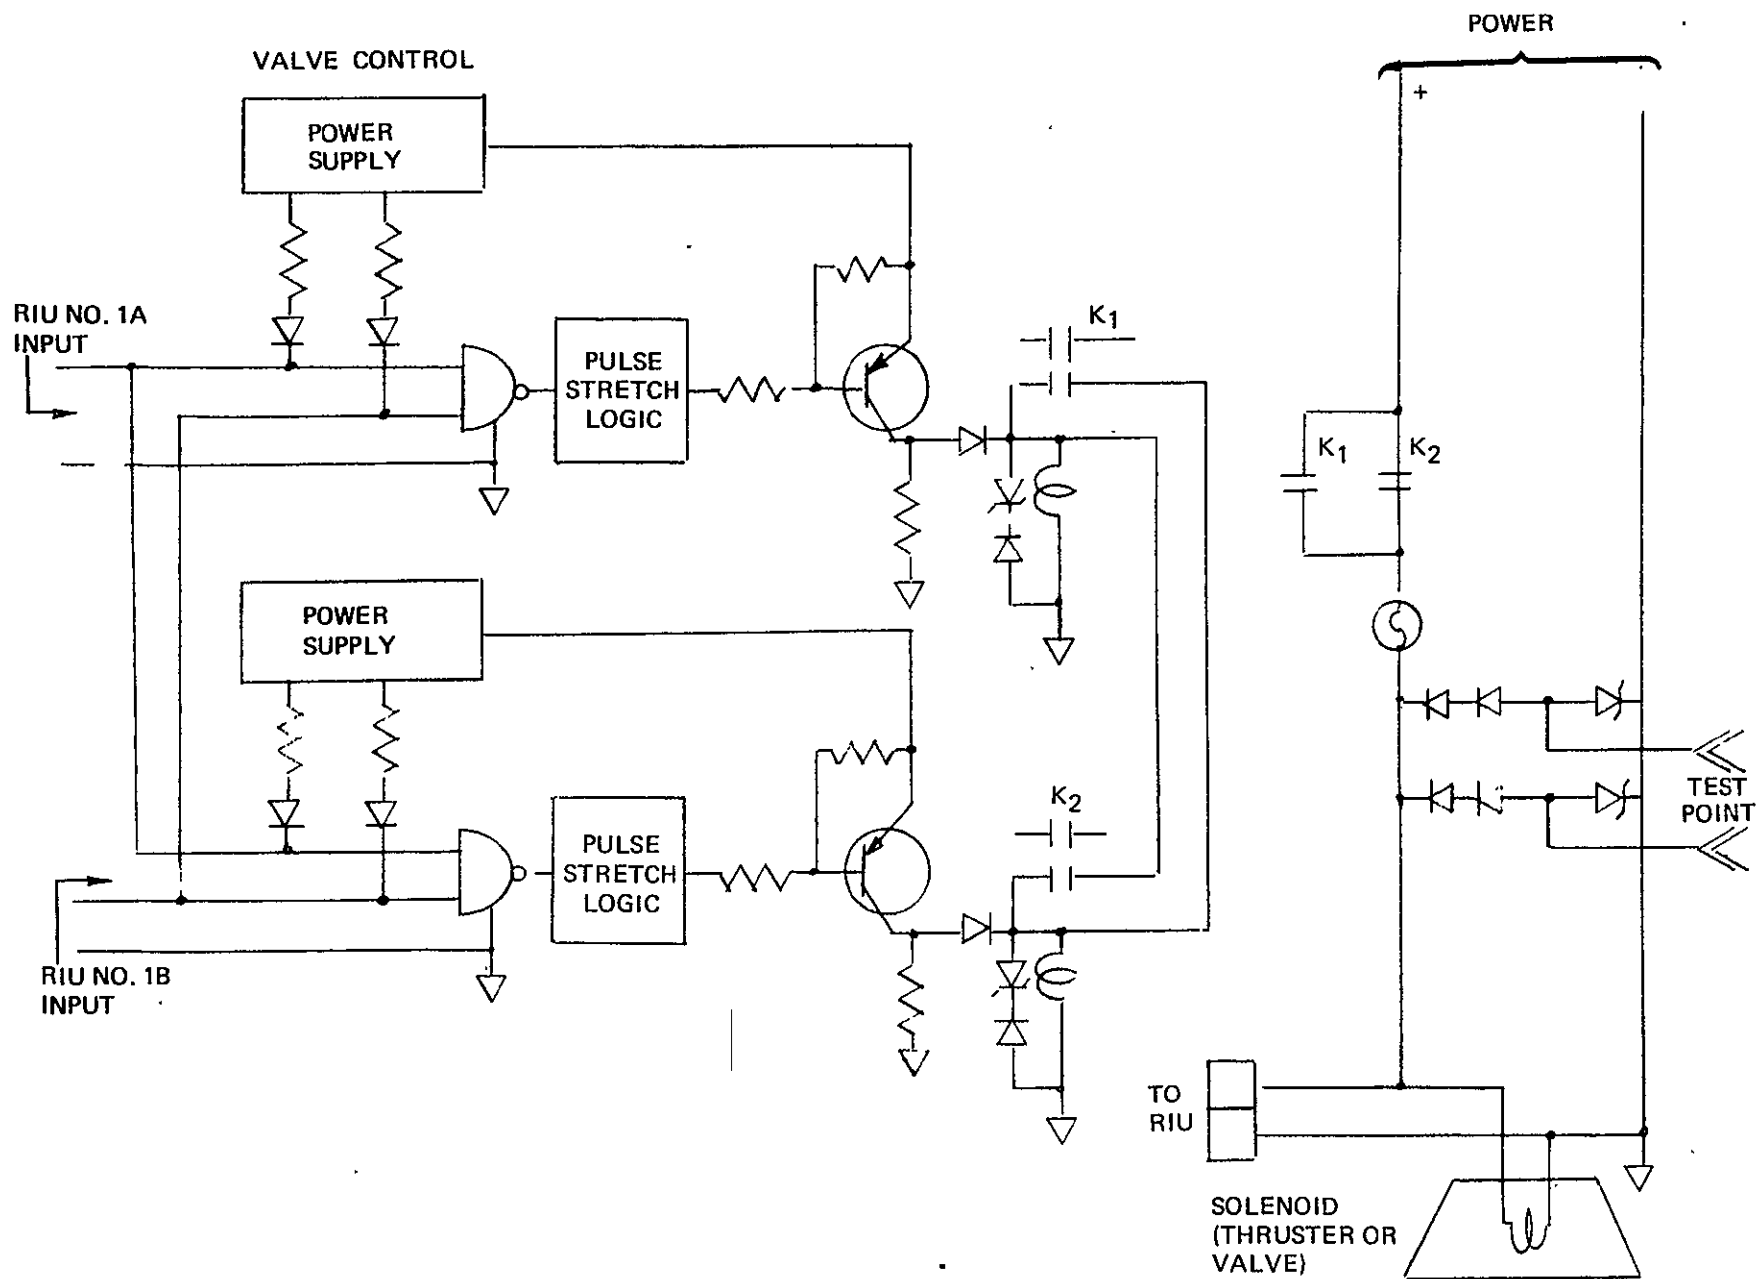 POWER
+
VALVE CONTROL
POWER
SUPPLY
RIU NO. 1A
INPUT
PULSE
STRETCH
LOGIC
K1
K1
K2
POWER
SUPPLY
PULSE
STRETCH
LOGIC
K2
TEST
POINT
RIU NO. 1B
INPUT
TO
RIU
SOLENOID
(THRUSTER OR
VALVE)